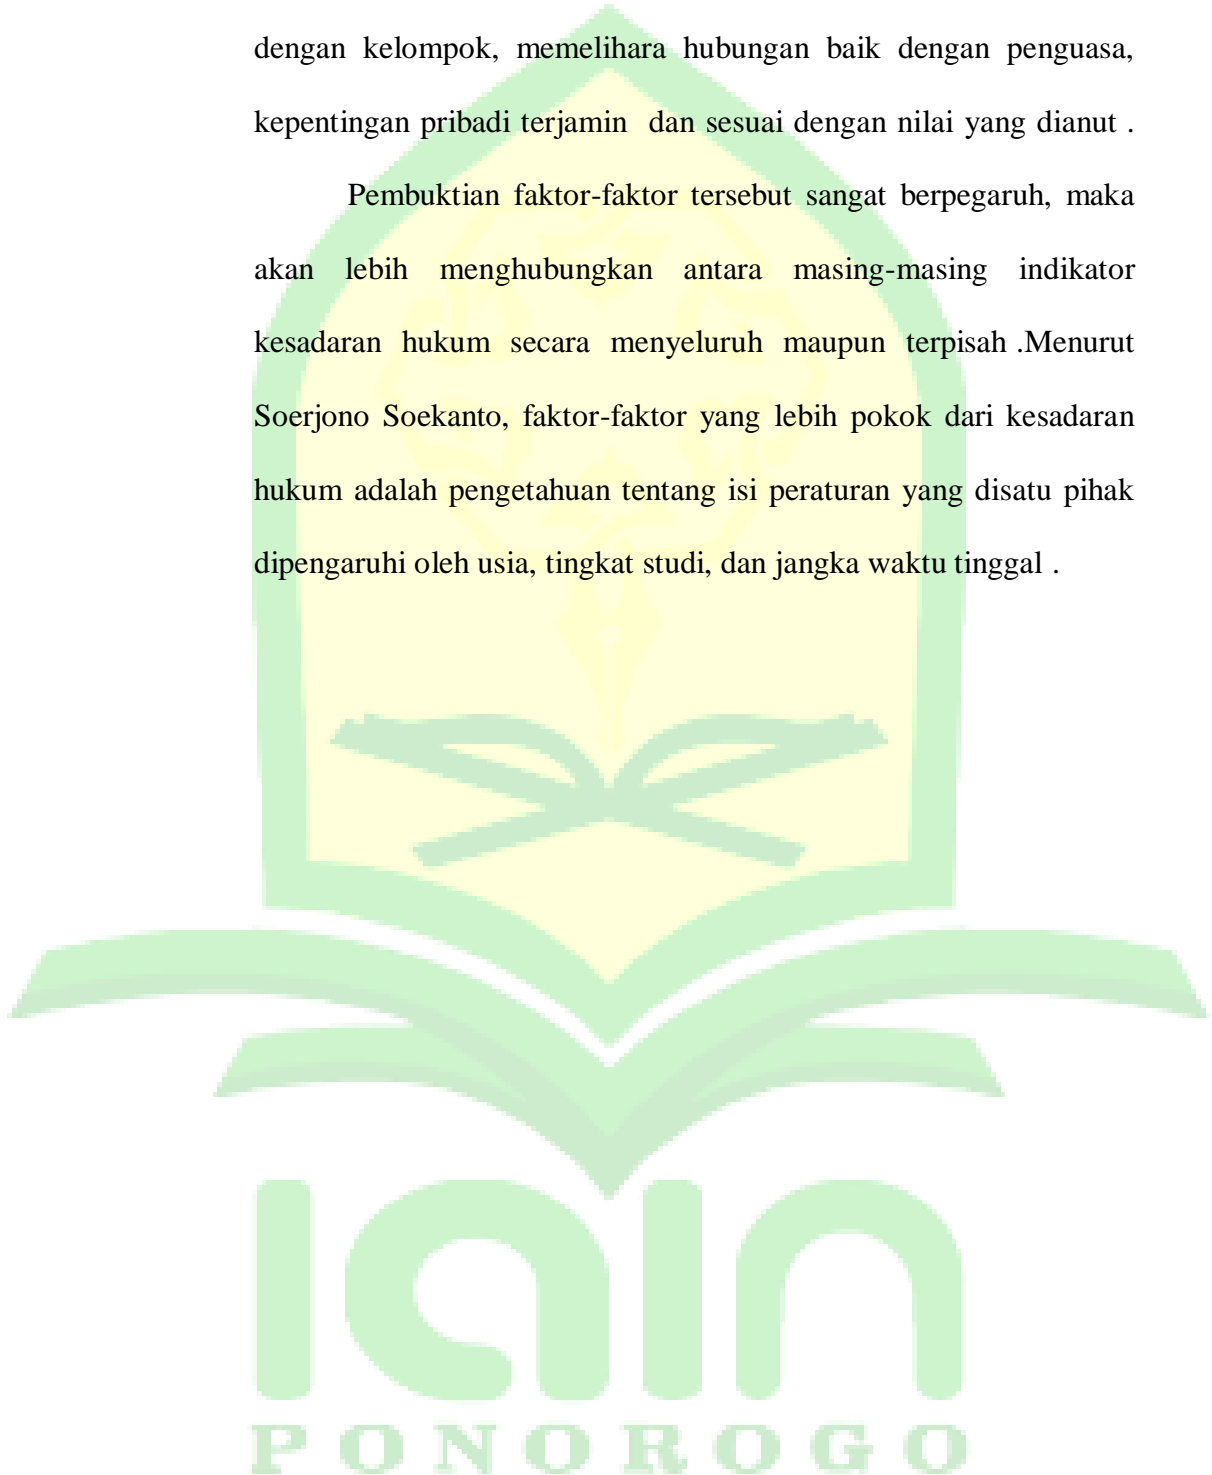 dengan kelompok, memelihara hubungan baik dengan penguasa,
kepentingan pribadi terjamin  dan sesuai dengan nilai yang dianut .
Pembuktian faktor-faktor tersebut sangat berpegaruh, maka
akan lebih menghubungkan antara masing-masing indikator
kesadaran hukum secara menyeluruh maupun terpisah .Menurut
Soerjono Soekanto, faktor-faktor yang lebih pokok dari kesadaran
hukum adalah pengetahuan tentang isi peraturan yang disatu pihak
dipengaruhi oleh usia, tingkat studi, dan jangka waktu tinggal .
iain
PONOROGO